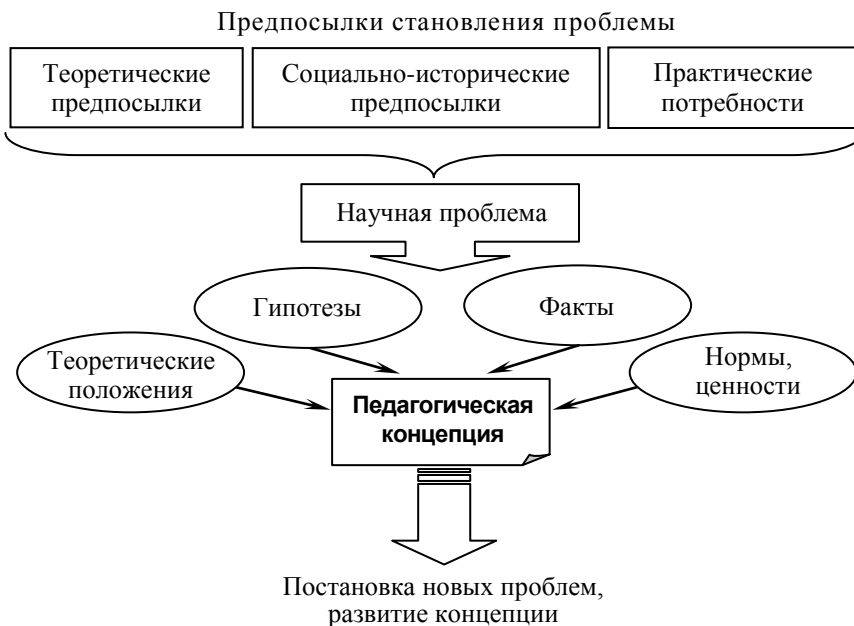 Предпосылки становления проблемы
Теоретические
предпосылки
Социально-исторические
предпосылки
Практические
потребности
Научная проблема
Гипотезы
Факты
Теоретические
положения
Нормы,
ценности
Педагогическая
концепция
Постановка новых проблем,
развитие концепции